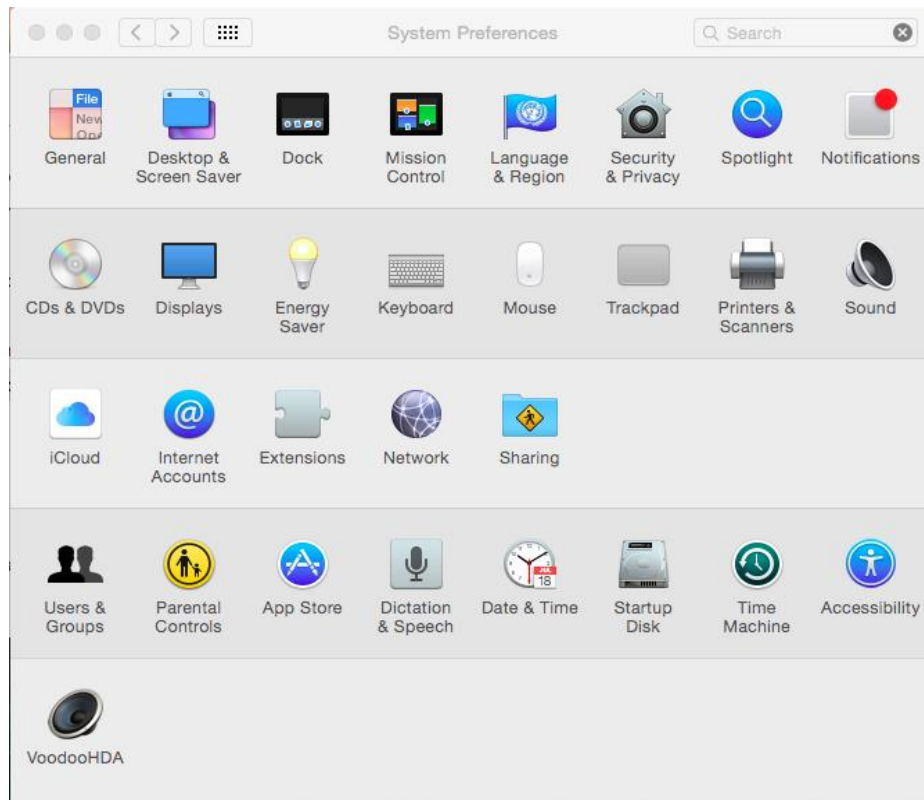 System Preferences
Search
File
New
Ope
General
Desktop &
Screen Saver
Dock
Mission
Control
Language
& Region
Security
& Privacy
Spotlight
Notifications
CDs & DVDs
Displays
Energy
Saver
Keyboard
Mouse
Trackpad
Printers &
Scanners
Sound
iCloud
@
Internet
Accounts
Extensions
Network
Sharing
Users &
Groups
Parental
Controls
App Store
Dictation
& Speech
JUL
18
Date & Time
Startup
Disk
Time
Machine
Accessibility
VoodooHDA